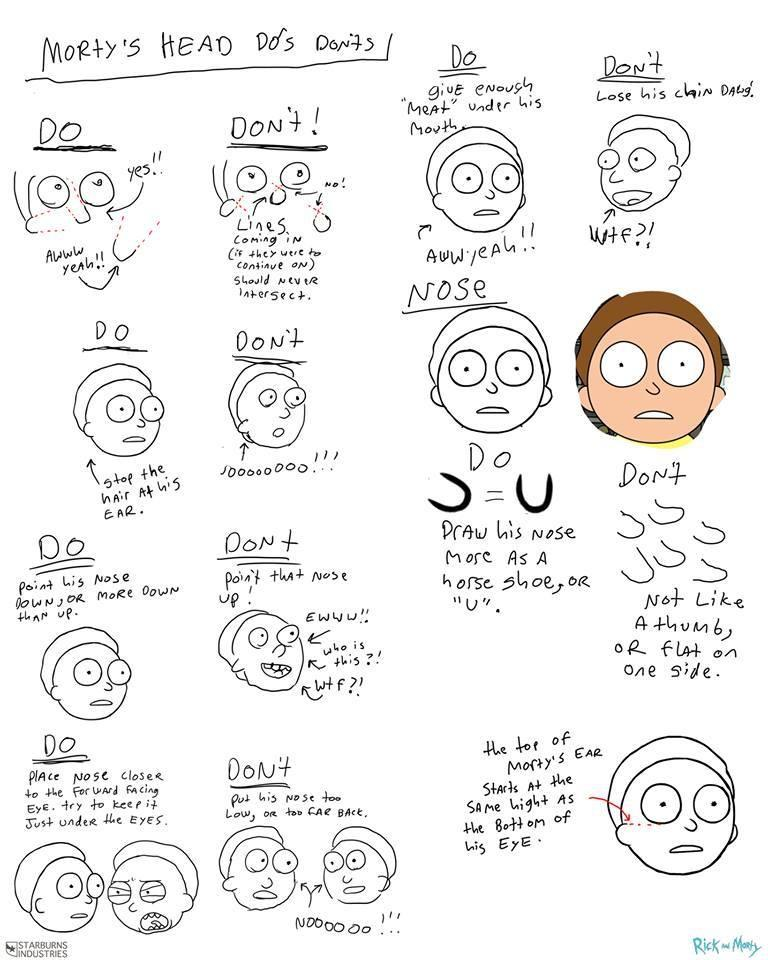 MORTY'S HEAD DO'S DON'TS
DO
yes!!
AWWW
yeah!!
DON'T!
NO!
Lines
coming in
(if they were to
continue on)
should never
intersect.
DO
give enough
"meat" under his
Mouth.
AWW yeah!!
DON'T
Lose his chin DAWg!
Wtf?!
DO
stop the
hair At his
EAR.
DON'T
NOOOOOOO!!!
NOSE
DO
=
Draw his nose
more As A
horse shoe, or
"U".
DON'T
Not Like
A thumb,
oR flat on
one side.
DO
point his Nose
DOWN, OR more DOWN
thAN up.
DON't
poin't thAt Nose
up!
EWWW!!
who is
this?!
Wtf?!
DO
PLAce Nose closer
to the forward facing
EyE. try to keep it
Just under the EYES.
DON'T
Put his Nose too
Low, or too FAR BACK.
NOOOOOO!!!
the top of
Morty's EAR
Starts At the
SAme hight As
the Bottom of
his EyE.
STARBURNS
INDUSTRIES
Rick and Morty